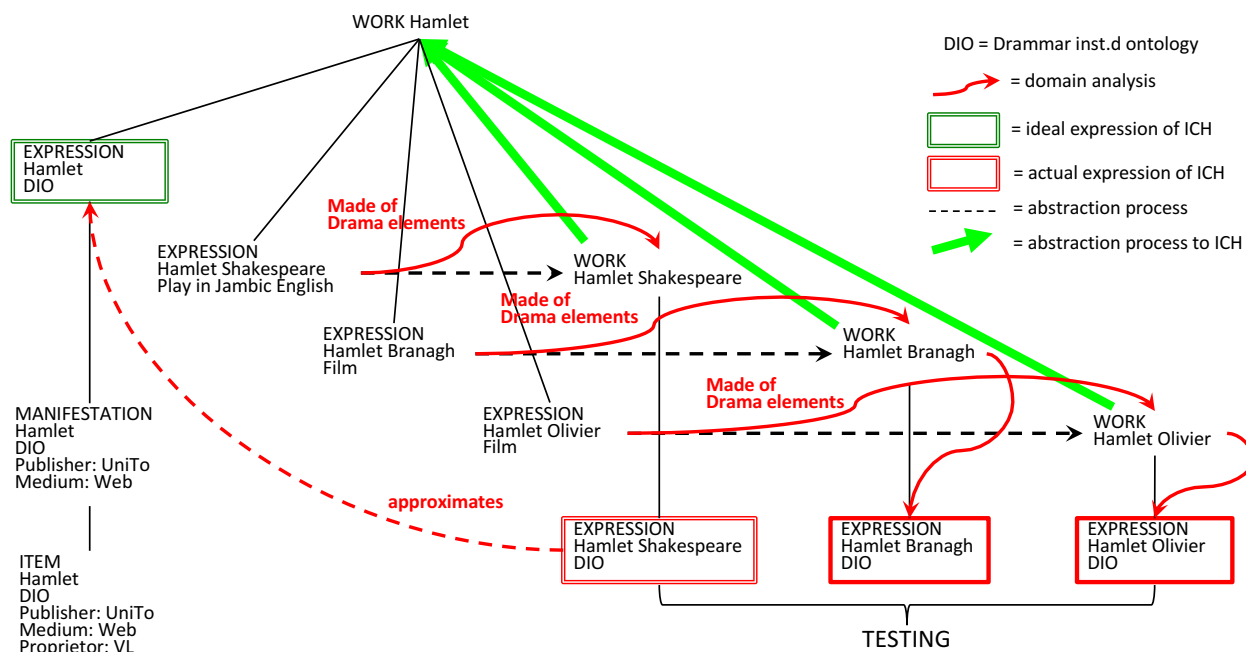 WORK Hamlet
DIO = Drammar inst.d ontology
= domain analysis
= ideal expression of ICH
= actual expression of ICH
= abstraction process
= abstraction process to ICH
EXPRESSION
Hamlet
DIO
Made of
Drama elements
EXPRESSION
Hamlet Shakespeare
Play in Jambic English
WORK
Hamlet Shakespeare
Made of
Drama elements
EXPRESSION
Hamlet Branagh
Film
WORK
Hamlet Branagh
Made of
Drama elements
EXPRESSION
Hamlet Olivier
Film
WORK
Hamlet Olivier
MANIFESTATION
Hamlet
DIO
Publisher: UniTo
Medium: Web
approximates
EXPRESSION
Hamlet Shakespeare
DIO
EXPRESSION
Hamlet Branagh
DIO
EXPRESSION
Hamlet Olivier
DIO
ITEM
Hamlet
DIO
Publisher: UniTo
Medium: Web
Proprietor: VL
TESTING